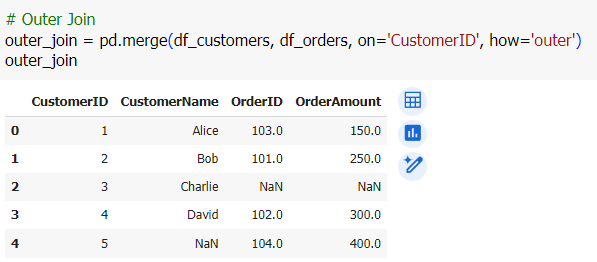 # Outer Join
outer_join = pd.merge(df_customers, df_orders, on='CustomerID', how='outer')
outer_join
CustomerID CustomerName OrderID OrderAmount
0 1 Alice 103.0 150.0
1 2 Bob 101.0 250.0
2 3 Charlie NaN NaN
3 4 David 102.0 300.0
4 5 NaN 104.0 400.0